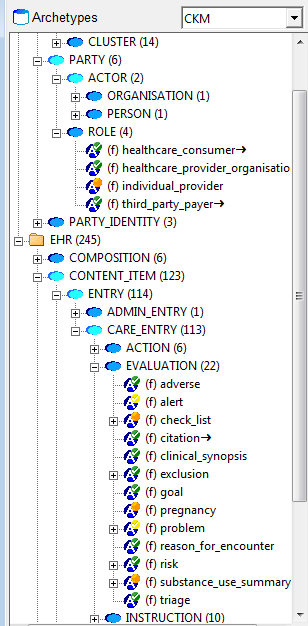 Archetypes CKM
CLUSTER (14)
PARTY (6)
ACTOR (2)
ORGANISATION (1)
PERSON (1)
ROLE (4)
(f) healthcare_consumer→
(f) healthcare_provider_organisatio
(f) individual_provider
(f) third_party_payer→
PARTY_IDENTITY (3)
EHR (245)
COMPOSITION (6)
CONTENT_ITEM (123)
ENTRY (114)
ADMIN_ENTRY (1)
CARE_ENTRY (113)
ACTION (6)
EVALUATION (22)
(f) adverse
(f) alert
(f) check_list
(f) citation→
(f) clinical_synopsis
(f) exclusion
(f) goal
(f) pregnancy
(f) problem
(f) reason_for_encounter
(f) risk
(f) substance_use_summary
(f) triage
INSTRUCTION (10)